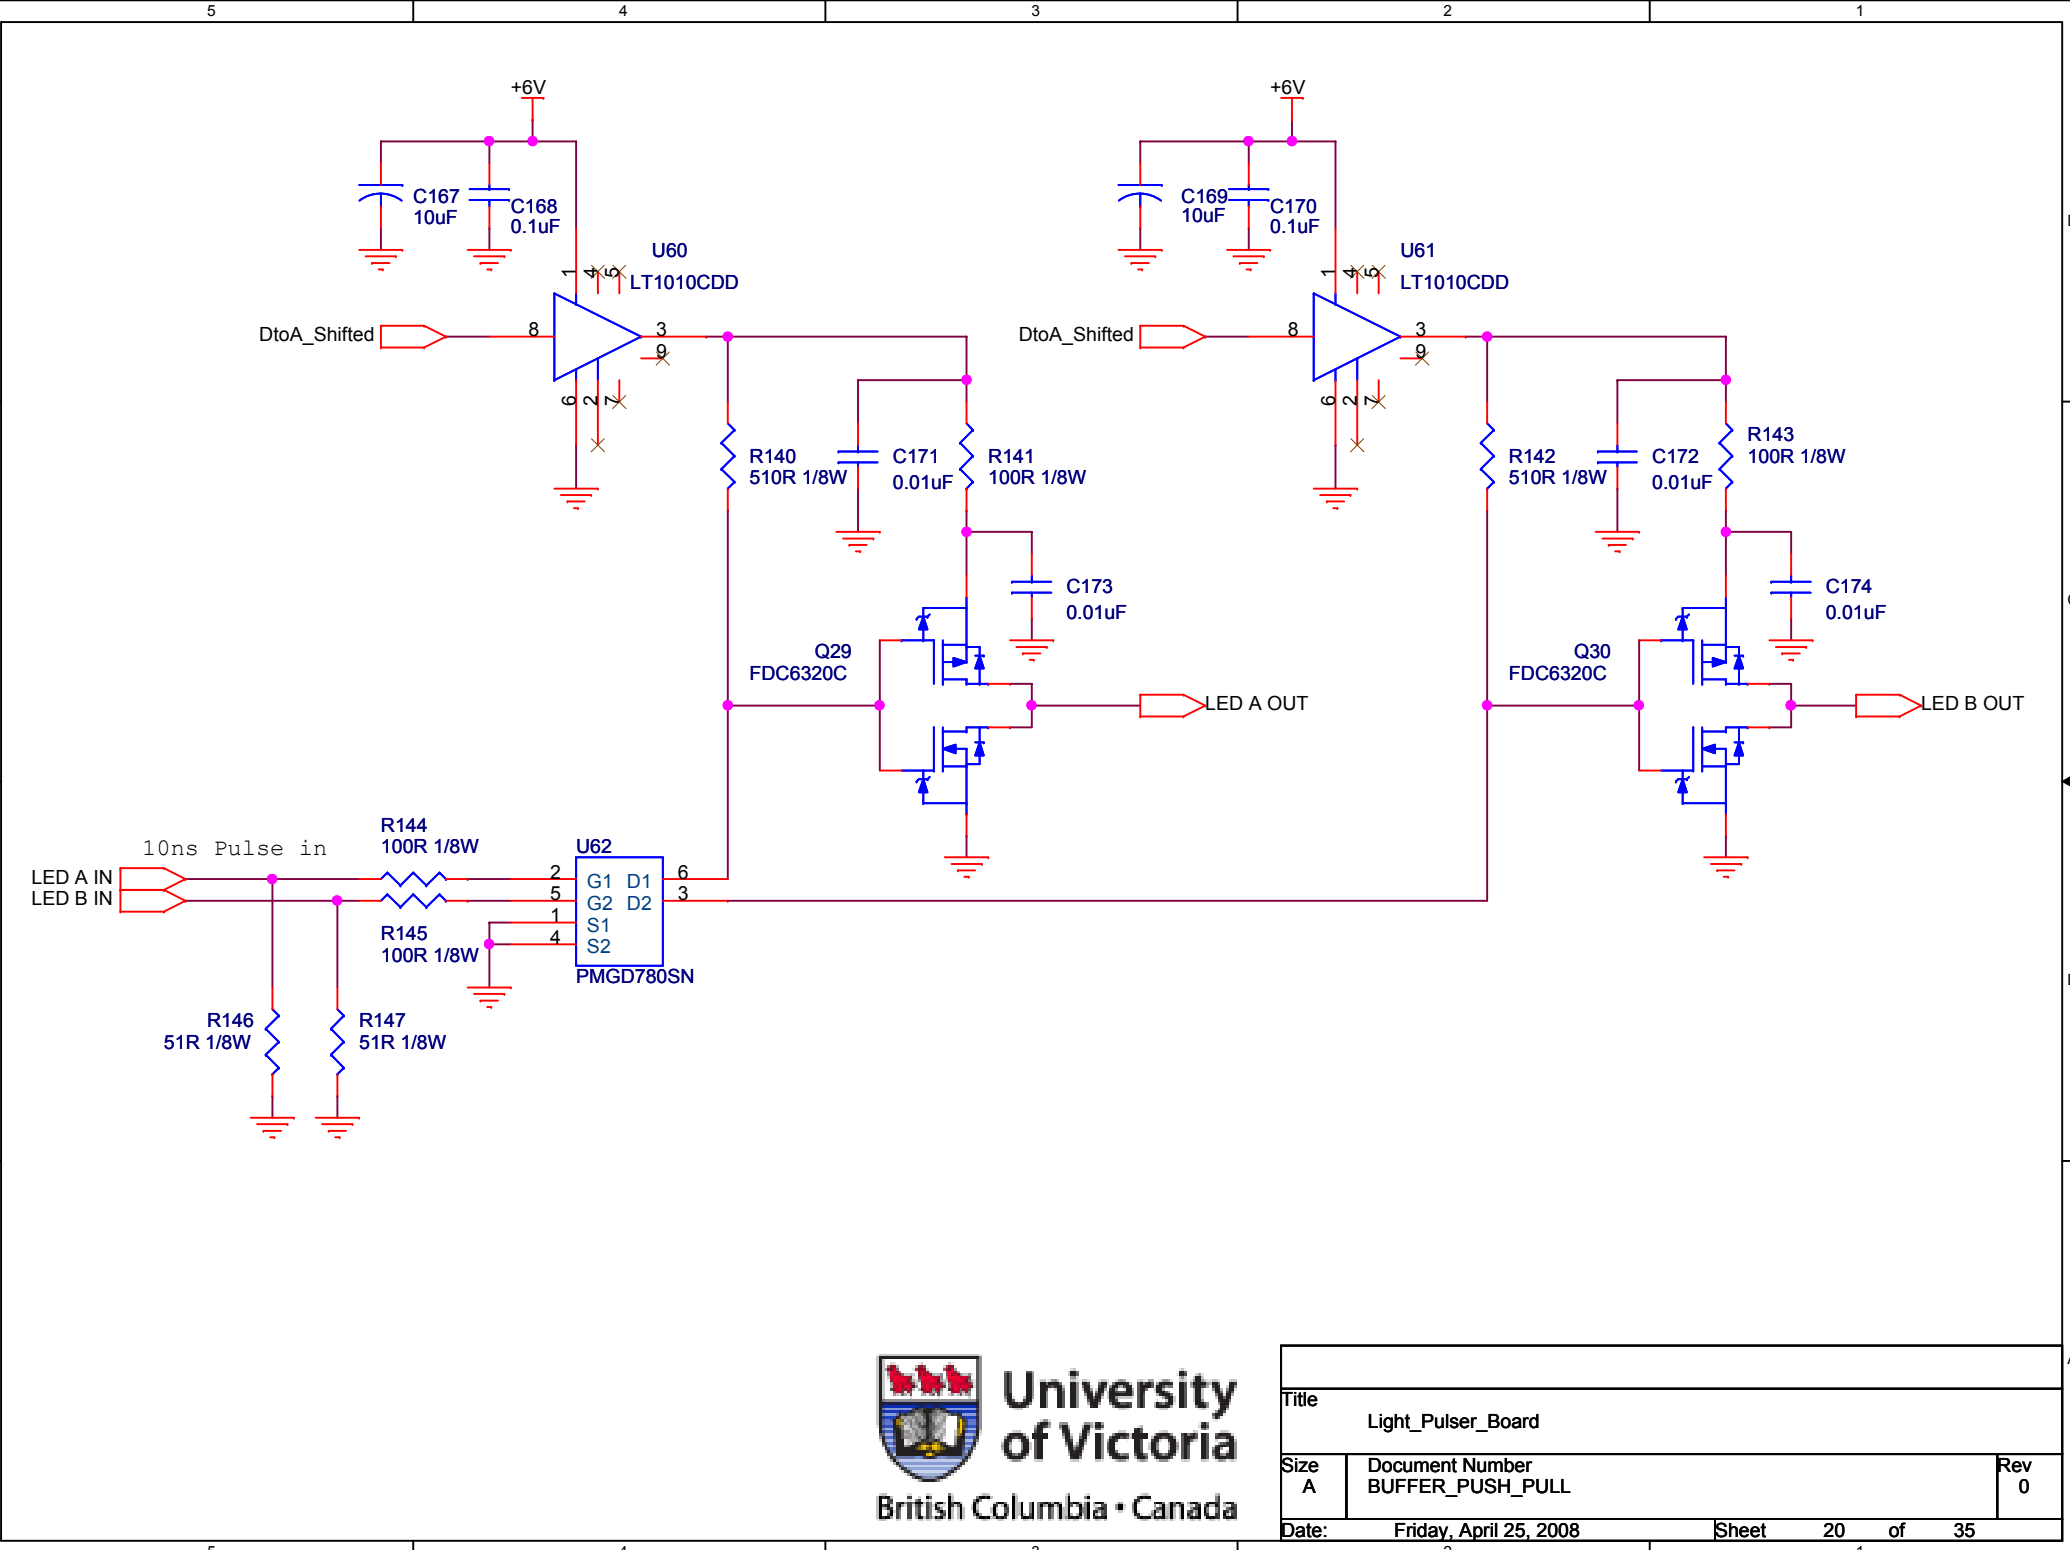 5 4 3 2 1
+6V
C167
10uF
C168
0.1uF
U60
LT1010CDD
1 4 5
DtoA_Shifted
8
3
9
6 2 7
R140
510R 1/8W
C171
0.01uF
R141
100R 1/8W
C173
0.01uF
Q29
FDC6320C
LED A OUT
+6V
C169
10uF
C170
0.1uF
U61
LT1010CDD
1 4 5
DtoA_Shifted
8
3
9
6 2 7
R142
510R 1/8W
C172
0.01uF
R143
100R 1/8W
C174
0.01uF
Q30
FDC6320C
LED B OUT
10ns Pulse in
LED A IN
LED B IN
R144
100R 1/8W
R145
100R 1/8W
U62
2 G1 D1 6
5 G2 D2 3
1 S1
4 S2
PMGD780SN
R146
51R 1/8W
R147
51R 1/8W
University
of Victoria
British Columbia • Canada
Title
Light_Pulser_Board
Size
A
Document Number
BUFFER_PUSH_PULL
Rev
0
Date:
Friday, April 25, 2008
Sheet 20 of 35